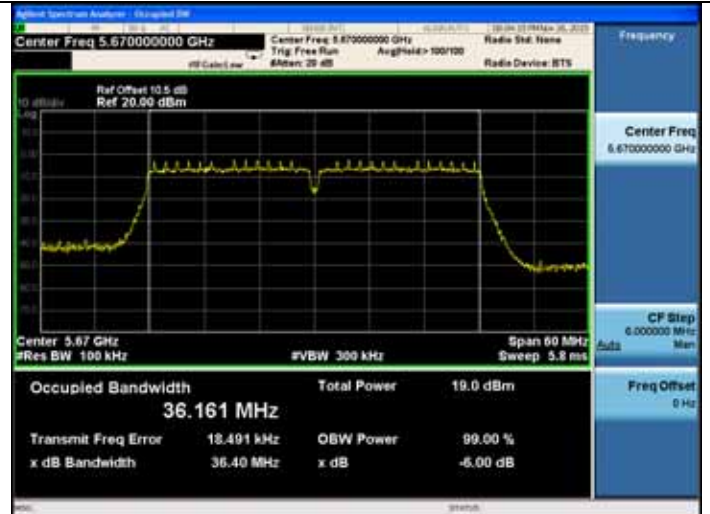 Agilent Spectrum Analyzer - Occupied BW
Center Freq 5.670000000 GHz
Center Freq: 5.670000000 GHz
Trig: Free Run Avg|Hold:> 100/100
#IFGain:Low #Atten: 20 dB
Radio Std: None
Radio Device: BTS
Frequency
Ref Offset 10.5 dB
10 dB/div Ref 20.00 dBm
Log
Center Freq
5.670000000 GHz
Center 5.67 GHz Span 60 MHz
#Res BW 100 kHz #VBW 300 kHz Sweep 5.8 ms
CF Step
6.000000 MHz
Auto Man
Occupied Bandwidth Total Power 19.0 dBm
36.161 MHz
Transmit Freq Error 18.491 kHz OBW Power 99.00 %
x dB Bandwidth 36.40 MHz x dB -6.00 dB
Freq Offset
0 Hz
MSG STATUS